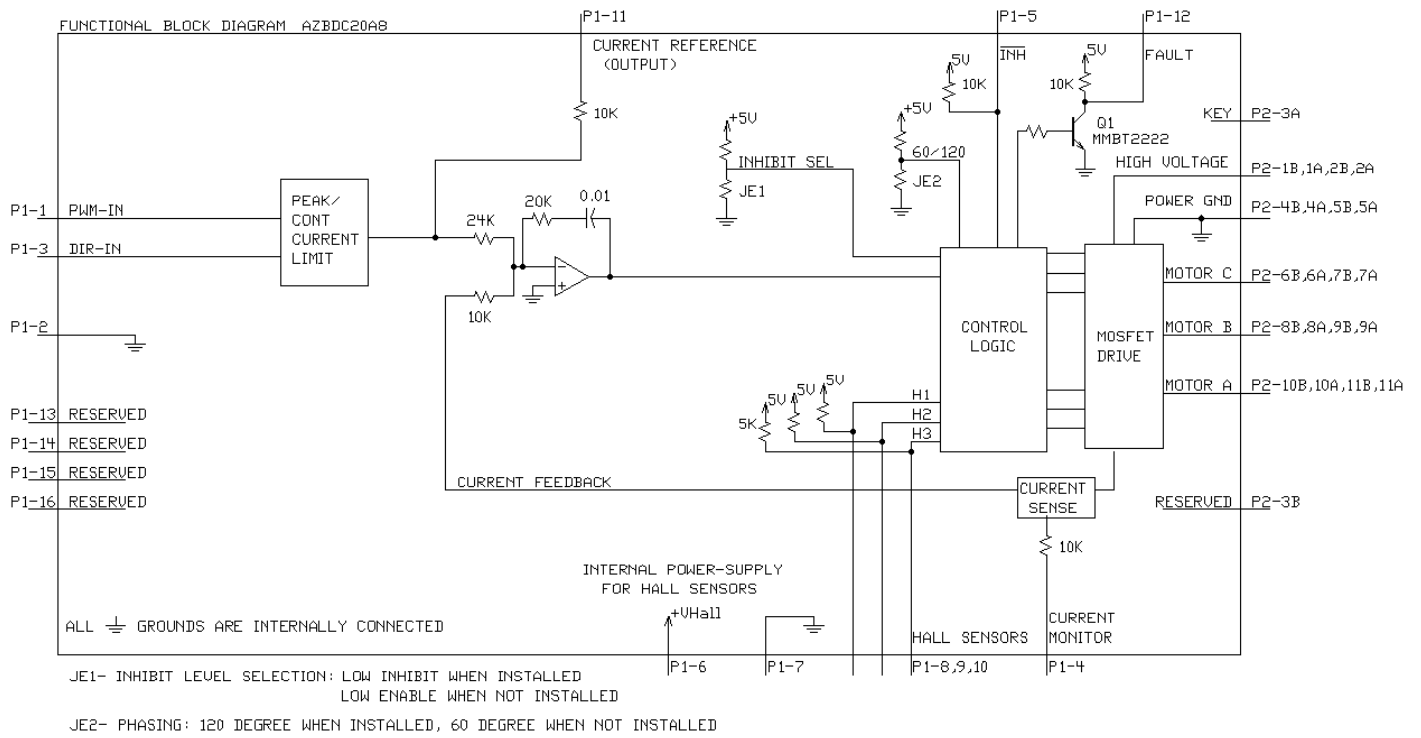 P1-11
P1-5
P1-12
FUNCTIONAL BLOCK DIAGRAM AZBDC20A8
CURRENT REFERENCE
(OUTPUT)
INH
FAULT
5V
10K
5V
10K
10K
Q1
MMBT2222
KEY
P2-3A
+5V
+5V
INHIBIT SEL
60/120
JE1
JE2
HIGH VOLTAGE
P2-1B,1A,2B,2A
POWER GND
P2-4B,4A,5B,5A
P1-1
PWM-IN
P1-3
DIR-IN
PEAK/
CONT
CURRENT
LIMIT
24K
20K
0.01
-
+
10K
P1-2
CONTROL
LOGIC
MOSFET
DRIVE
MOTOR C
P2-6B,6A,7B,7A
MOTOR B
P2-8B,8A,9B,9A
MOTOR A
P2-10B,10A,11B,11A
P1-13
RESERVED
P1-14
RESERVED
P1-15
RESERVED
P1-16
RESERVED
5V
5V
5V
5K
H1
H2
H3
CURRENT FEEDBACK
CURRENT
SENSE
RESERVED
P2-3B
10K
INTERNAL POWER-SUPPLY
FOR HALL SENSORS
+VHall
ALL GROUNDS ARE INTERNALLY CONNECTED
HALL SENSORS
CURRENT
MONITOR
P1-6
P1-7
P1-8,9,10
P1-4
JE1- INHIBIT LEVEL SELECTION: LOW INHIBIT WHEN INSTALLED
LOW ENABLE WHEN NOT INSTALLED
JE2- PHASING: 120 DEGREE WHEN INSTALLED, 60 DEGREE WHEN NOT INSTALLED